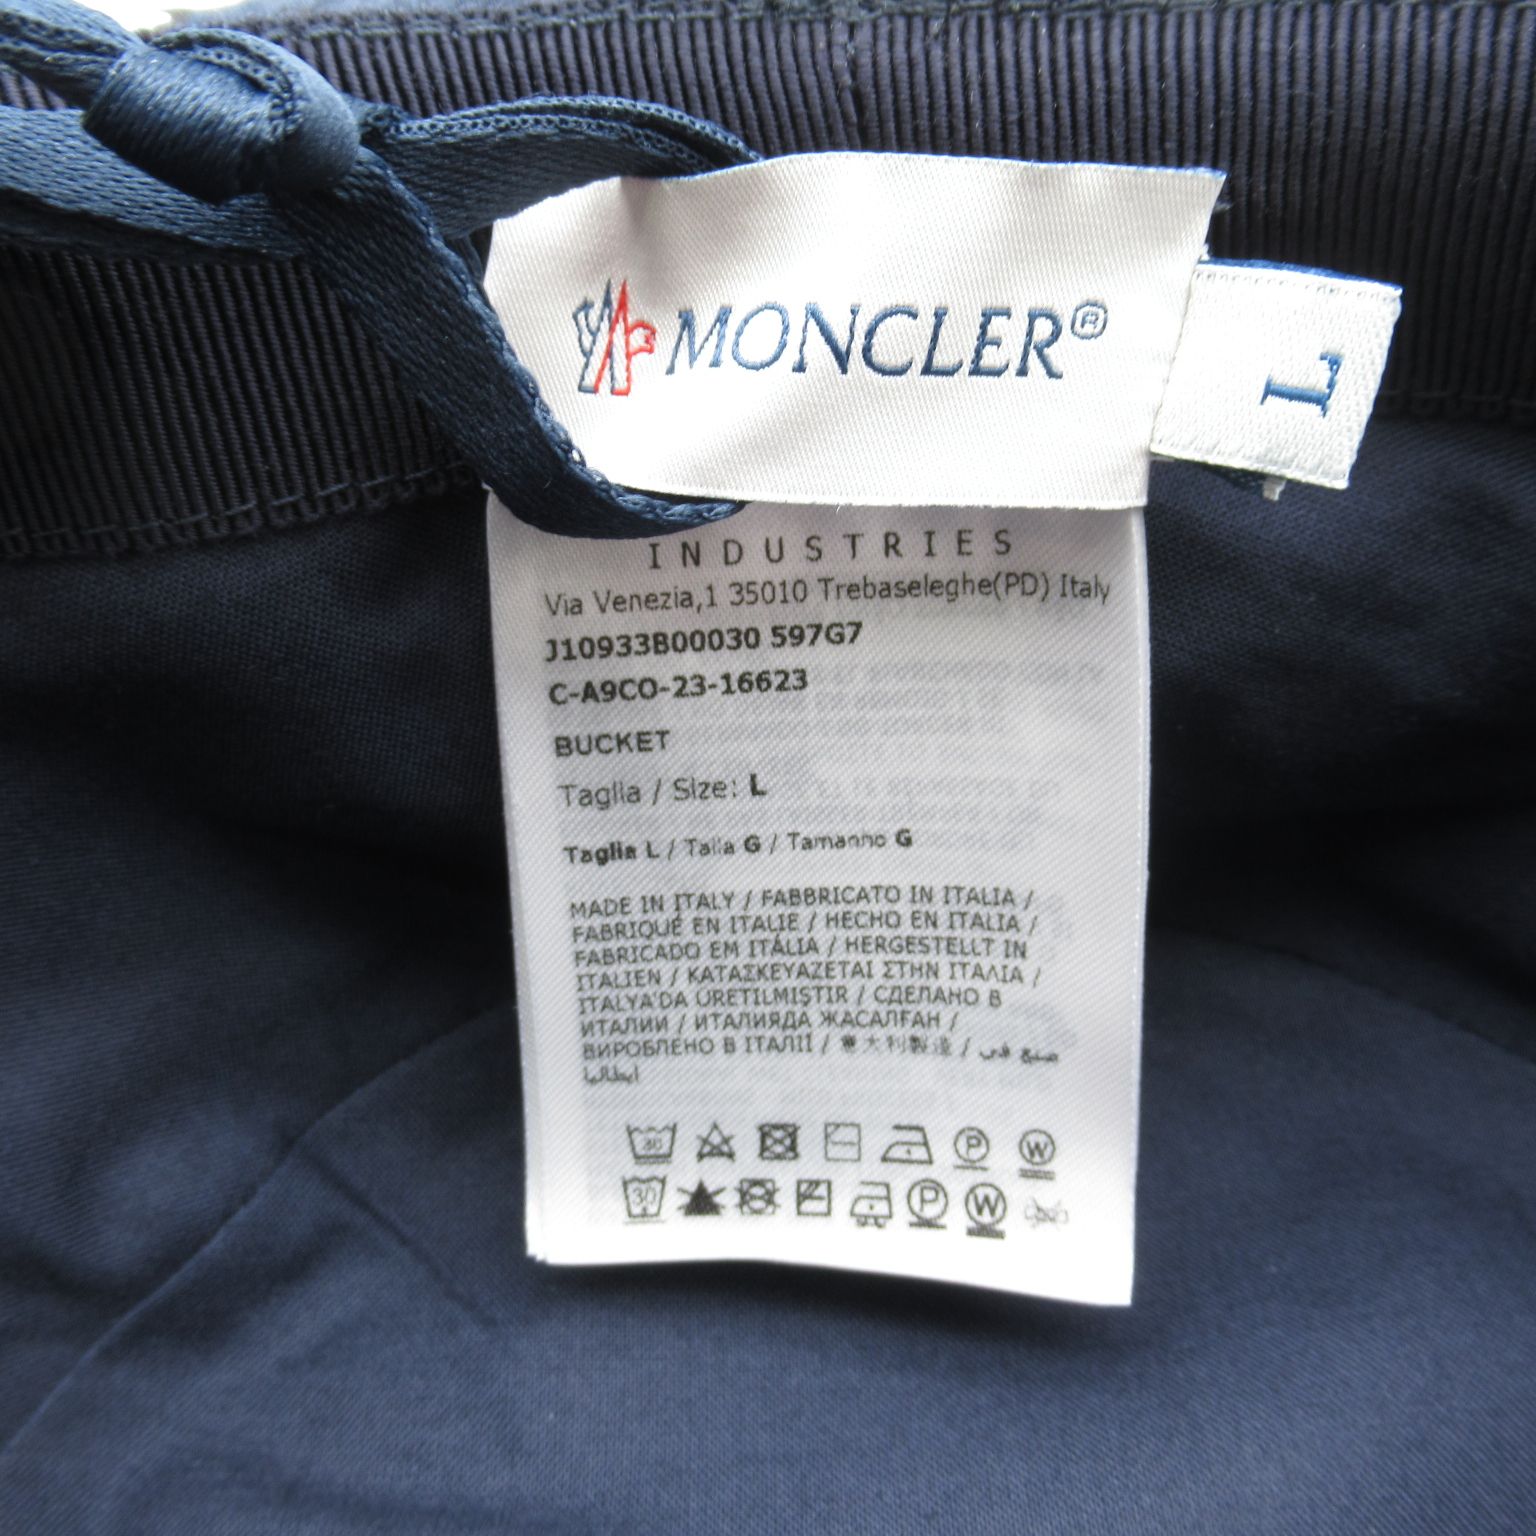 MONCLER®
L
INDUSTRIES
Via Venezia,1 35010 Trebaseleghe(PD) Italy
J10933B00030 597G7
C-A9CO-23-16623
BUCKET
Taglia / Size: L
Taglia L / Talla G / Tamanho G
MADE IN ITALY / FABBRICATO IN ITALIA /
FABRIQUÉ EN ITALIE / HECHO EN ITALIA /
FABRICADO EM ITÁLIA / HERGESTELLT IN
ITALIEN / ΚΑΤΑΣΚΕΥΑΖΕΤΑΙ ΣΤΗΝ ΙΤΑΛΙΑ /
ITALYA'DA ÜRETILMIŞTIR / СДЕЛАНО В
ИТАЛИИ / ИТАЛИЯДА ЖАСАЛҒАН /
ВИРОБЛЕНО В ІТАЛІЇ / 意大利製造 / صنع في
ايطاليا
30 P W
30 P W